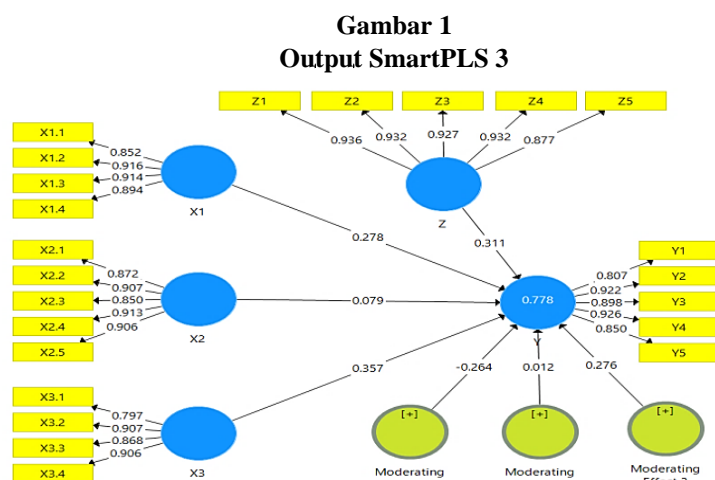 Gambar 1
Output SmartPLS 3
Z1 Z2 Z3 Z4 Z5
0.936 0.932 0.927 0.932 0.877
Z
X1.1
X1.2
X1.3
X1.4
0.852
0.916
0.914
0.894
X1
0.278
0.311
X2.1
X2.2
X2.3
X2.4
X2.5
0.872
0.907
0.850
0.913
0.906
X2
0.079
0.778
Y
0.807
0.922
0.898
0.926
0.850
Y1
Y2
Y3
Y4
Y5
X3.1
X3.2
X3.3
X3.4
0.797
0.907
0.868
0.906
X3
0.357
-0.264 0.012 0.276
[+] [+] [+]
Moderating
Moderating
Moderating